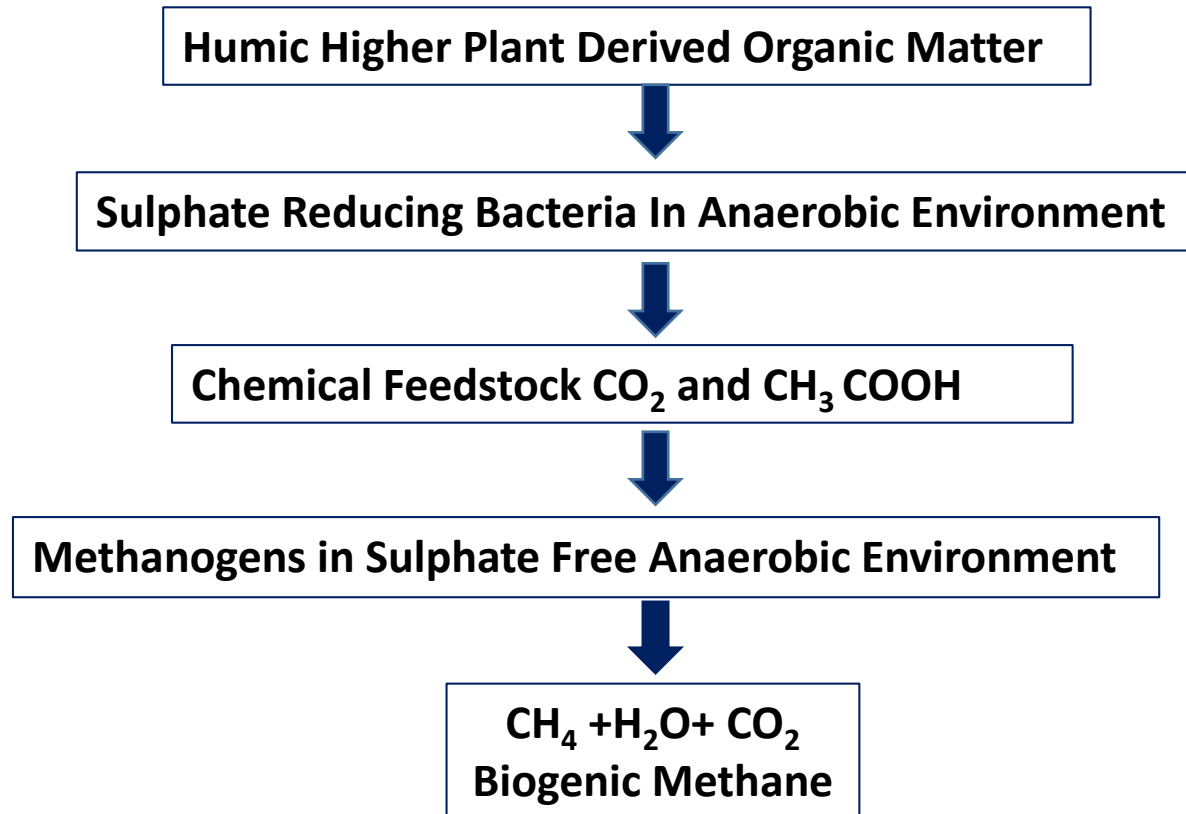 Humic Higher Plant Derived Organic Matter
Sulphate Reducing Bacteria In Anaerobic Environment
Chemical Feedstock CO₂ and CH₃ COOH
Methanogens in Sulphate Free Anaerobic Environment
CH₄ +H₂O+ CO₂
Biogenic Methane